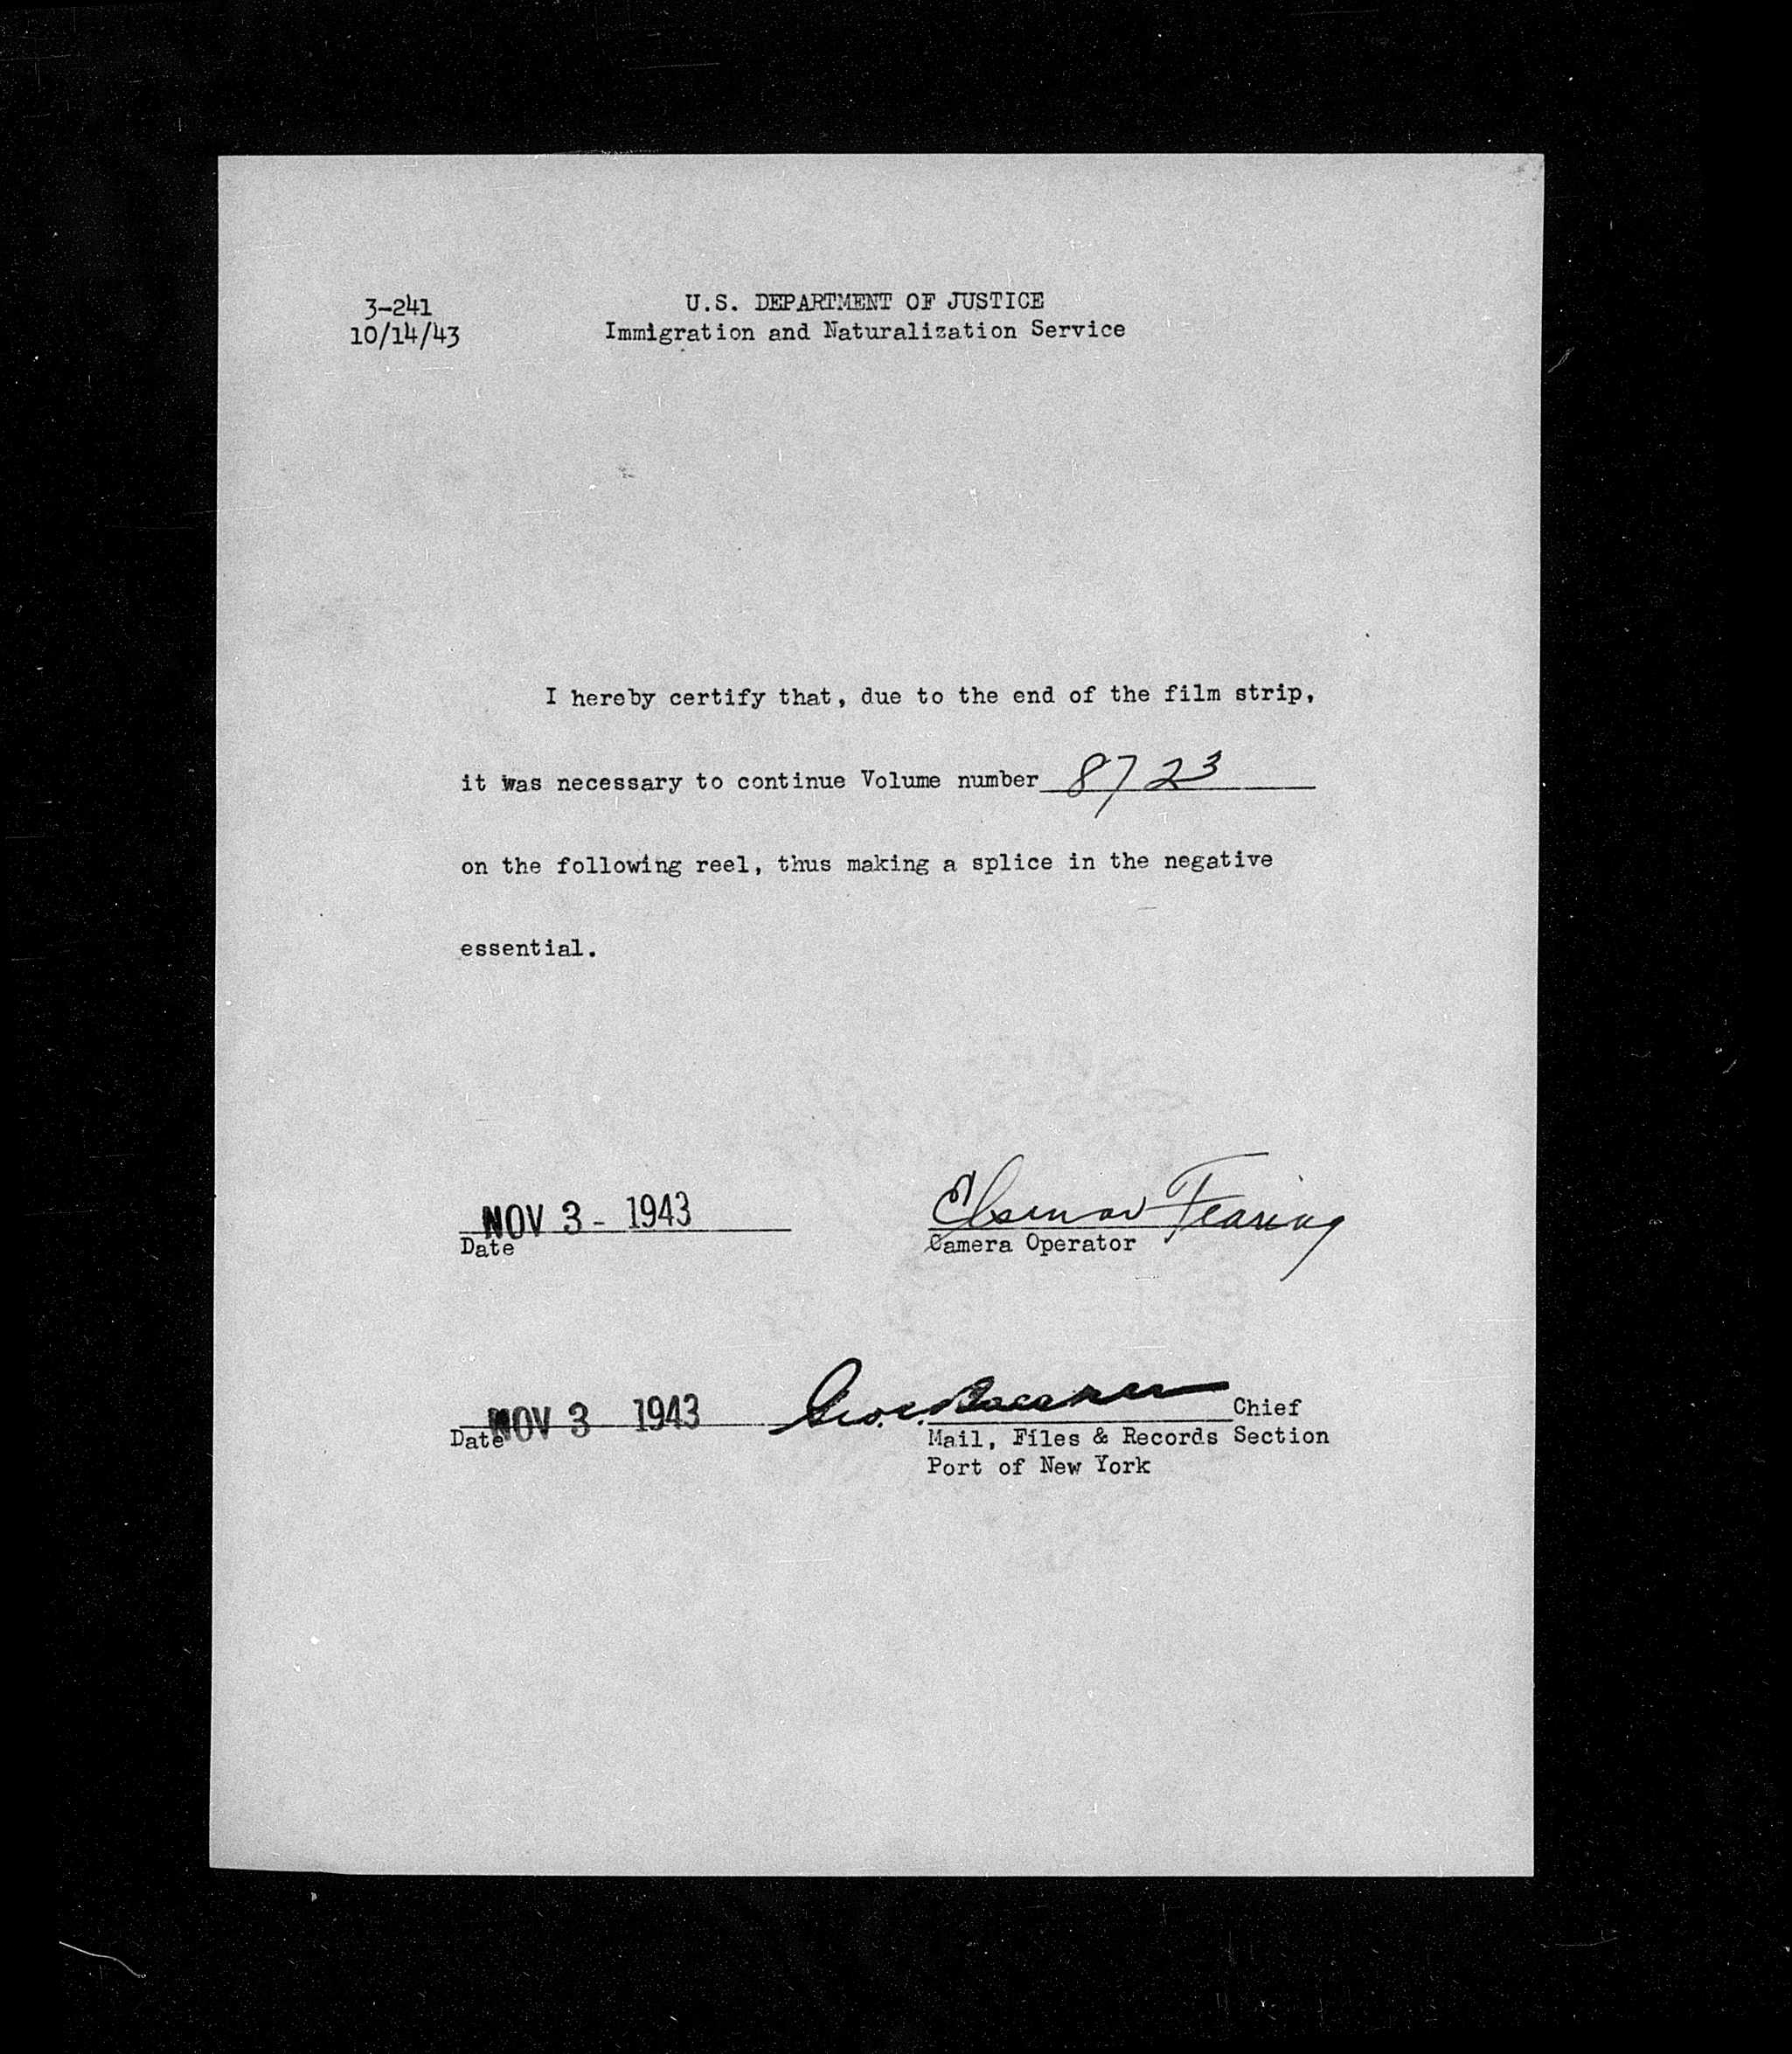 3-241
10/14/43
U.S. DEPARTMENT OF JUSTICE
Immigration and Naturalization Service
I hereby certify that, due to the end of the film strip,
it was necessary to continue Volume number 8723
on the following reel, thus making a splice in the negative
essential.
NOV 3 - 1943
Date
Fearing
Camera Operator
NOV 3 1943
Date
Geo.
Chief
Mail, Files & Records Section
Port of New York